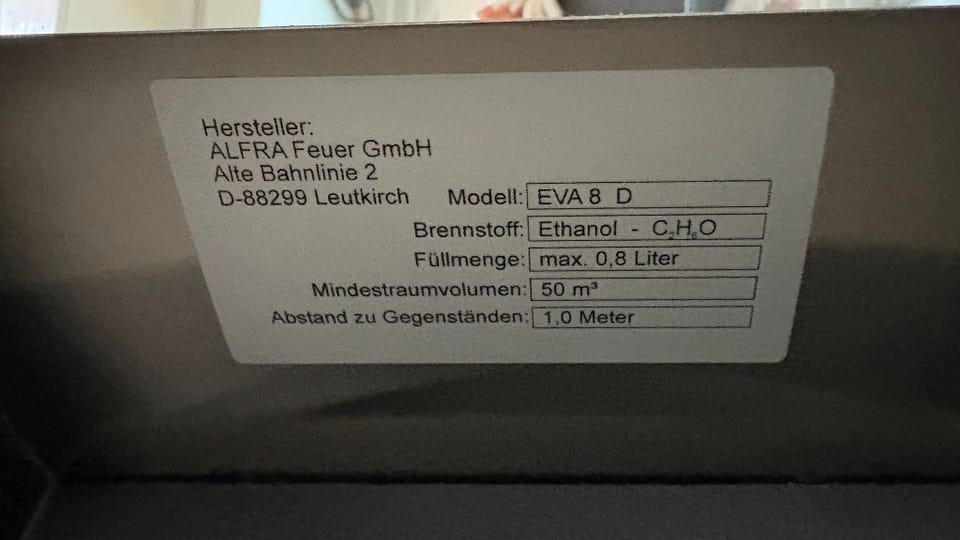 Hersteller:
ALFRA Feuer GmbH
Alte Bahnlinie 2
D-88299 Leutkirch
Modell: EVA 8 D
Brennstoff: Ethanol - C₂H₆O
Füllmenge: max. 0,8 Liter
Mindestraumvolumen: 50 m³
Abstand zu Gegenständen: 1,0 Meter